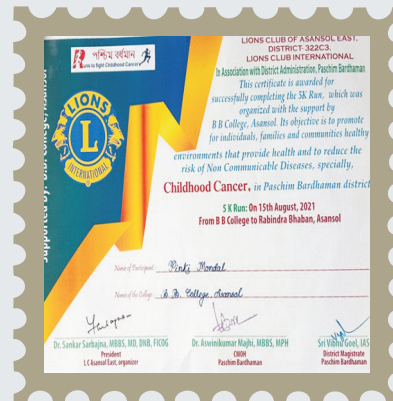 পশ্চিম বর্ধমান
Runs to fight Childhood Cancer
LIONS CLUB OF ASANSOL EAST.
DISTRICT-322C3,
LIONS CLUB INTERNATIONAL
In Association with District Administration, Paschim Bardhaman
This certificate is awarded for
successfully completing the 5K Run, which was
organized with the support by
B B College, Asansol. Its objective is to promote
for individuals, families and communities healthy
environments that provide health and to reduce the
risk of Non Communicable Diseases, specially,
Childhood Cancer, in Paschim Bardhaman district
5 K Run: On 15th August, 2021
From B B College to Rabindra Bhaban, Asansol
LIONS
L
INTERNATIONAL
Supported by: B.B. College, Asansol
Name of Participant: Pinki Mondal
Name of the College: B. B. College, Asansol
Dr. Sankar Sarbajna, MBBS, MD, DNB, FICOG
President
L C Asansol East, organizer
Dr. Aswinikumar Majhi, MBBS, MPH
CMOH
Paschim Bardhaman
Sri Vibhu Goel, IAS
District Magistrate
Paschim Bardhaman